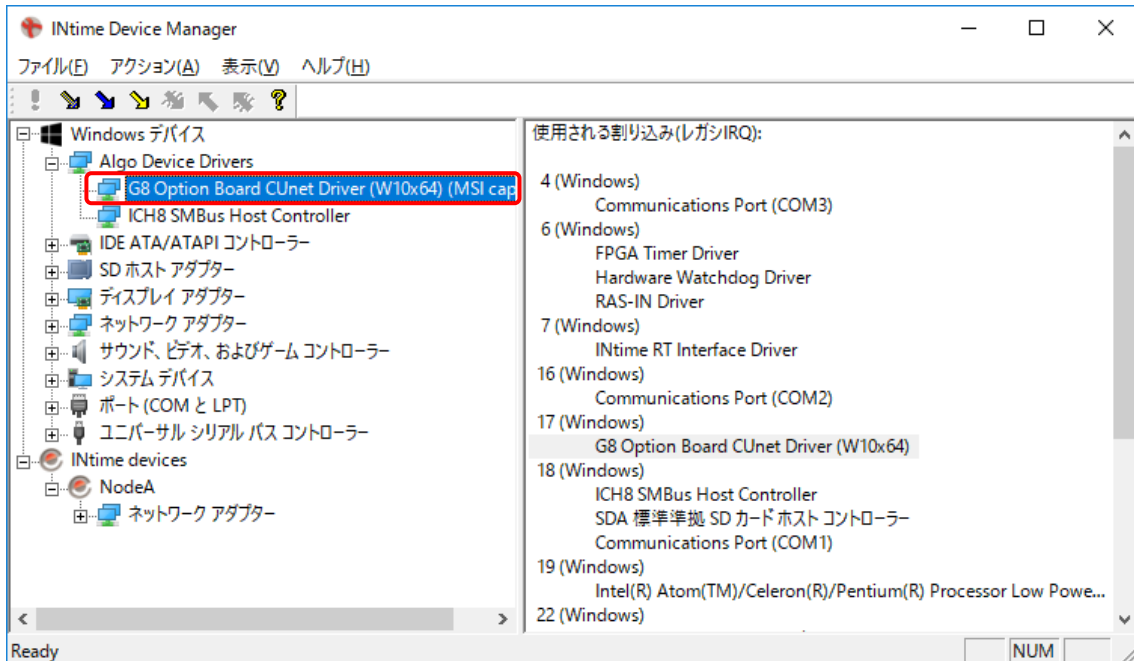 INtime Device Manager
ファイル(F) アクション(A) 表示(V) ヘルプ(H)
Windows デバイス
Algo Device Drivers
G8 Option Board CUnet Driver (W10x64) (MSI cap
ICH8 SMBus Host Controller
IDE ATA/ATAPI コントローラー
SD ホスト アダプター
ディスプレイ アダプター
ネットワーク アダプター
サウンド、ビデオ、およびゲーム コントローラー
システム デバイス
ポート (COM と LPT)
ユニバーサル シリアル バス コントローラー
INtime devices
NodeA
ネットワーク アダプター
使用される割り込み(レガシIRQ):
4 (Windows)
Communications Port (COM3)
6 (Windows)
FPGA Timer Driver
Hardware Watchdog Driver
RAS-IN Driver
7 (Windows)
INtime RT Interface Driver
16 (Windows)
Communications Port (COM2)
17 (Windows)
G8 Option Board CUnet Driver (W10x64)
18 (Windows)
ICH8 SMBus Host Controller
SDA 標準準拠 SD カード ホスト コントローラー
Communications Port (COM1)
19 (Windows)
Intel(R) Atom(TM)/Celeron(R)/Pentium(R) Processor Low Powe...
22 (Windows)
Ready
NUM